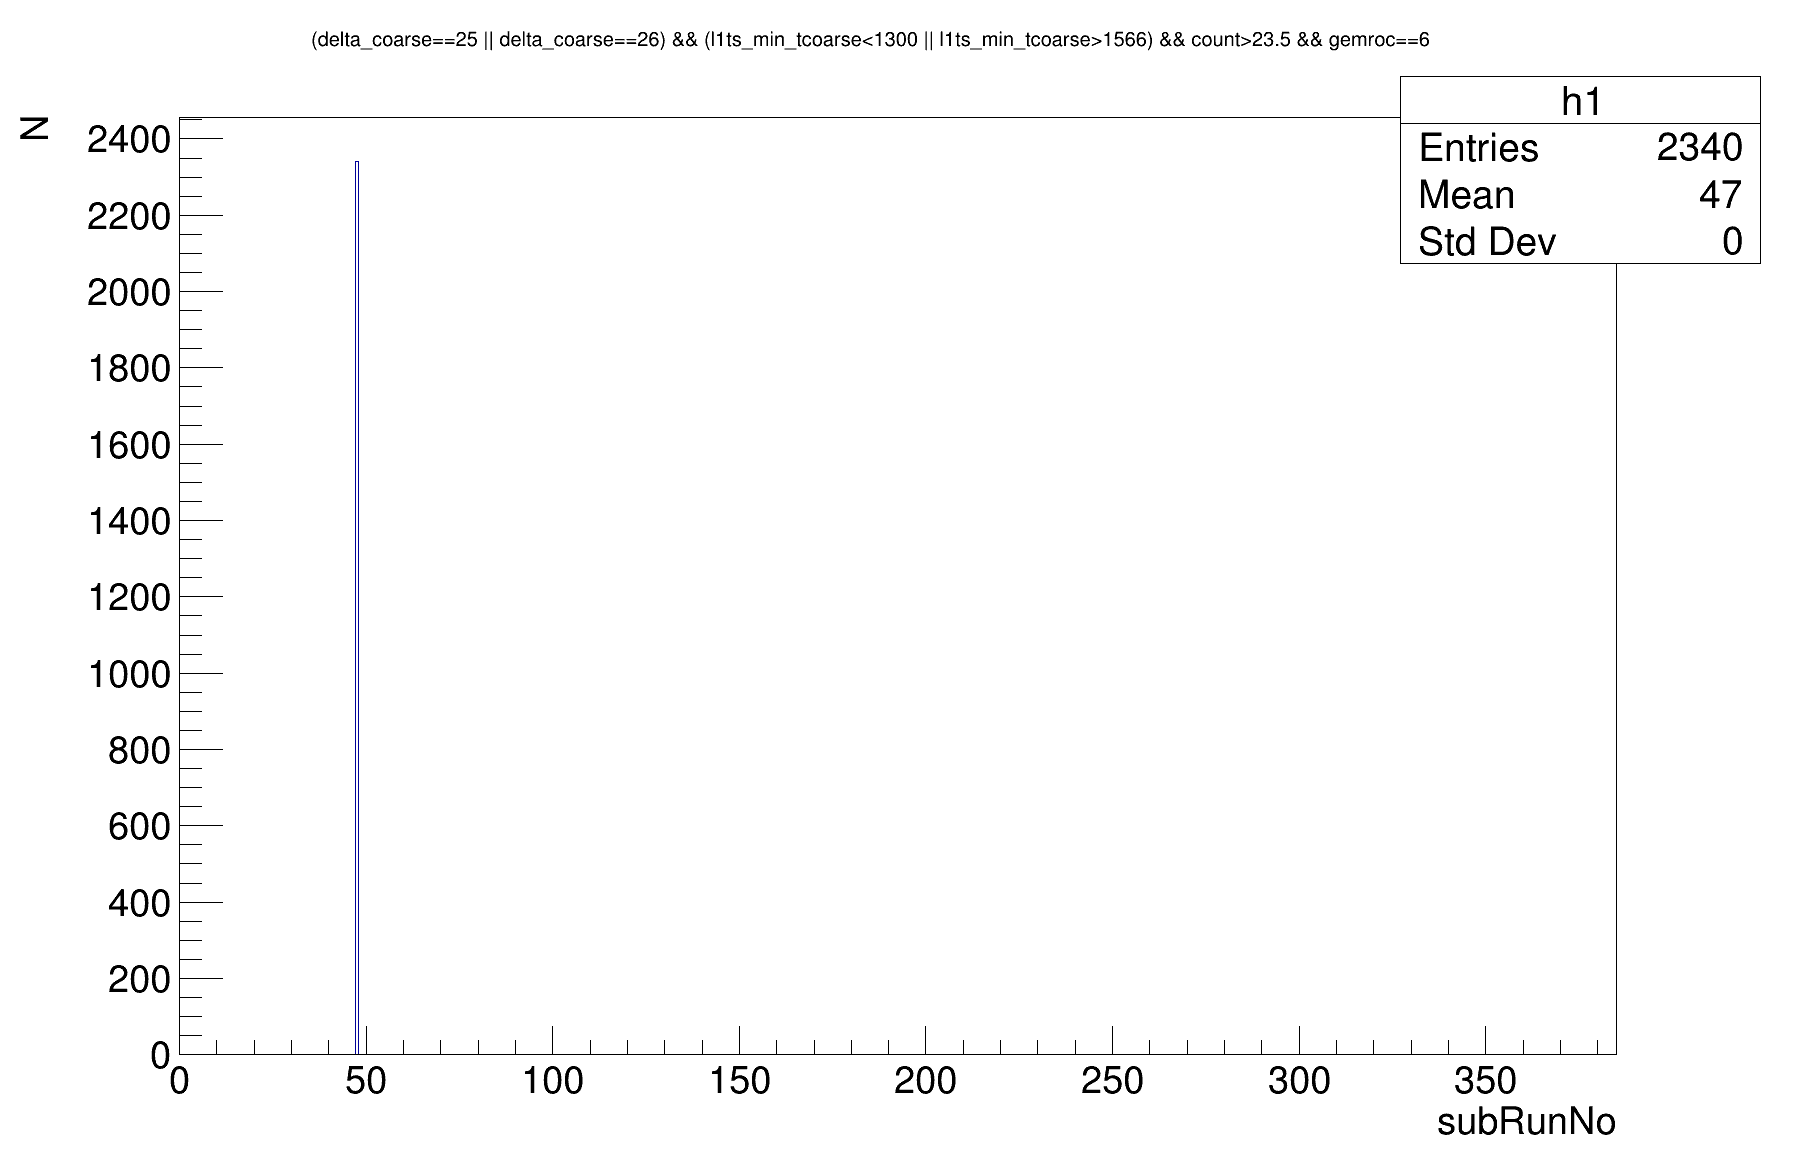 (delta_coarse==25 || delta_coarse==26) && (l1ts_min_tcoarse<1300 || l1ts_min_tcoarse>1566) && count>23.5 && gemroc==6
h1
Entries 2340
Mean 47
Std Dev 0
N
2400
2200
2000
1800
1600
1400
1200
1000
800
600
400
200
0
0 50 100 150 200 250 300 350
subRunNo